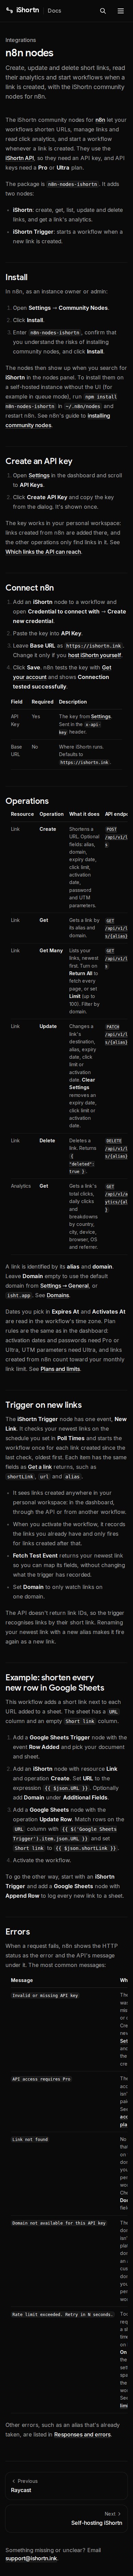 iShortn Docs
Integrations
n8n nodes
Create, update and delete short links, read
analytics and start workflows when a
link is created, with the iShortn community
nodes for n8n.
The iShortn community nodes for n8n let your
workflows shorten URLs, manage links and
read analytics, and start a workflow whenever
a link is created. The nodes use the
iShortn API, so they need an API key, and API
keys need a Pro or Ultra plan.
The package is n8n-nodes-ishortn. It adds two
nodes:
iShortn: create, get, list, update and delete
links, and get a link's analytics.
iShortn Trigger: starts a workflow when a
new link is created.
Install
In n8n, as an instance owner or admin:
1. Open Settings → Community Nodes.
2. Click Install.
3. Enter n8n-nodes-ishortn, confirm that
you understand the risks of installing
community nodes, and click Install.
The nodes then show up when you search for
iShortn in the nodes panel. To install them on
a self-hosted instance without the UI (for
example in queue mode), run npm install
n8n-nodes-ishortn in ~/.n8n/nodes and
restart n8n. See n8n's guide to installing
community nodes.
Create an API key
1. Open Settings in the dashboard and scroll
to API Keys.
2. Click Create API Key and copy the key
from the dialog. It's shown once.
The key works in your personal workspace:
links created from n8n are added there, and
the other operations only find links in it. See
Which links the API can reach.
Connect n8n
1. Add an iShortn node to a workflow and
open Credential to connect with → Create
new credential.
2. Paste the key into API Key.
3. Leave Base URL as https://ishortn.ink.
Change it only if you host iShortn yourself.
4. Click Save. n8n tests the key with Get
your account and shows Connection
tested successfully.
Field Required Description
API Key Yes The key from Settings. Sent in the x-api-key header.
Base URL No Where iShortn runs. Defaults to https://ishortn.ink.
Operations
Resource Operation What it does API endpo
Link Create Shortens a URL. Optional fields: alias, domain, expiry date, click limit, activation date, password and UTM parameters. POST
Link Get Gets a link by its alias and domain. GET
Link Get Many Lists your links, newest first. Turn on Return All to fetch every page, or set Limit (up to 100). Filter by domain. GET
Link Update Changes a link's destination, alias, expiry date, click limit or activation date. Clear Settings removes an expiry date, click limit or activation date. PATCH
Link Delete Deletes a link. Returns { "deleted": true }. DELETE
Analytics Get Gets a link's total clicks, daily clicks and breakdowns by country, city, device, browser, OS and referrer. GET
A link is identified by its alias and domain.
Leave Domain empty to use the default
domain from Settings → General, or
isht.app. See Domains.
Dates you pick in Expires At and Activates At
are read in the workflow's time zone. Plan
rules also apply: activation dates need Pro or
Ultra, UTM parameters need Ultra, and links
created from n8n count toward your monthly
link limit. See Plans and limits.
Trigger on new links
The iShortn Trigger node has one event, New
Link. It checks your workspace for new links
on the schedule you set in Poll Times and
starts the workflow once for each link it finds.
Each item has the same fields as
Get a link returns, such as
shortLink, url and alias.
It sees links created anywhere in your
personal workspace: in the dashboard,
through the API or from another workflow.
When you activate the workflow, it records
the links you already have and only fires
for links created after that.
Fetch Test Event returns your newest link
so you can map its fields, without changing
what the trigger has recorded.
Set Domain to only watch links on
one domain.
The API doesn't return link IDs, so the trigger
recognises links by their short link. Renaming
your newest link with a new alias makes it fire
again as a new link.
Example: shorten every
new row in Google Sheets
This workflow adds a short link next to each
URL added to a sheet. The sheet has a URL
column and an empty Short link column.
1. Add a Google Sheets Trigger node with the
event Row Added and pick your document
and sheet.
2. Add an iShortn node with resource Link
and operation Create. Set URL to the
expression {{ $json.URL }}. Optionally
add Domain under Additional Fields.
3. Add a Google Sheets node with the
operation Update Row. Match rows on the
URL column with {{ $('Google Sheets
Trigger').item.json.URL }} and set
Short link to {{ $json.shortLink }}.
4. Activate the workflow.
To go the other way, start with an iShortn
Trigger and add a Google Sheets node with
Append Row to log every new link to a sheet.
Errors
When a request fails, n8n shows the HTTP
status on the error and the API's message
under it. The most common messages:
Message Wh
Invalid or missing API key
API access requires Pro
Link not found
Domain not available for this API key
Rate limit exceeded. Retry in N seconds.
Other errors, such as an alias that's already
taken, are listed in Responses and errors.
Previous
Raycast
Next
Self-hosting iShortn
Something missing or unclear? Email
support@ishortn.ink.